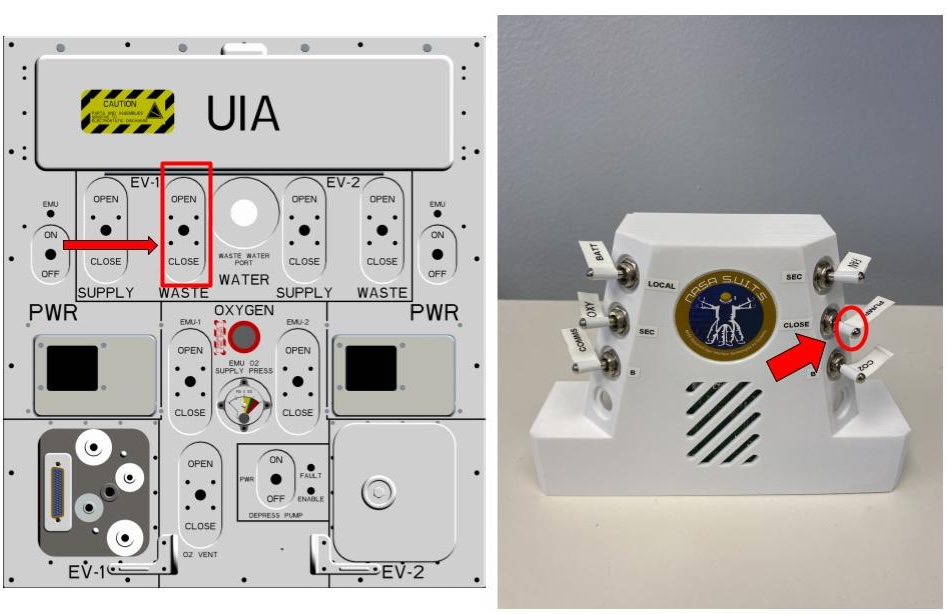 CAUTION
UIA
EV-1
EV-2
OPEN
OPEN
OPEN
OPEN
EMU
EMU
ON
ON
CLOSE
CLOSE
WASTE WATER
PORT
CLOSE
CLOSE
OFF
OFF
WATER
SUPPLY
WASTE
SUPPLY
WASTE
PWR
OXYGEN
PWR
EMU-1
EMU-2
OPEN
OPEN
EMU O2
SUPPLY PRESS
CLOSE
CLOSE
OPEN
ON
PWR
FAULT
OFF
ENABLE
CLOSE
DEPRESS PUMP
O2 VENT
EV-1
EV-2
BATT
LOCAL
SEC
FAN
NASA S.U.I.T.S
OXY
SEC
CLOSE
PUMP
COMMS
B
B
CO2